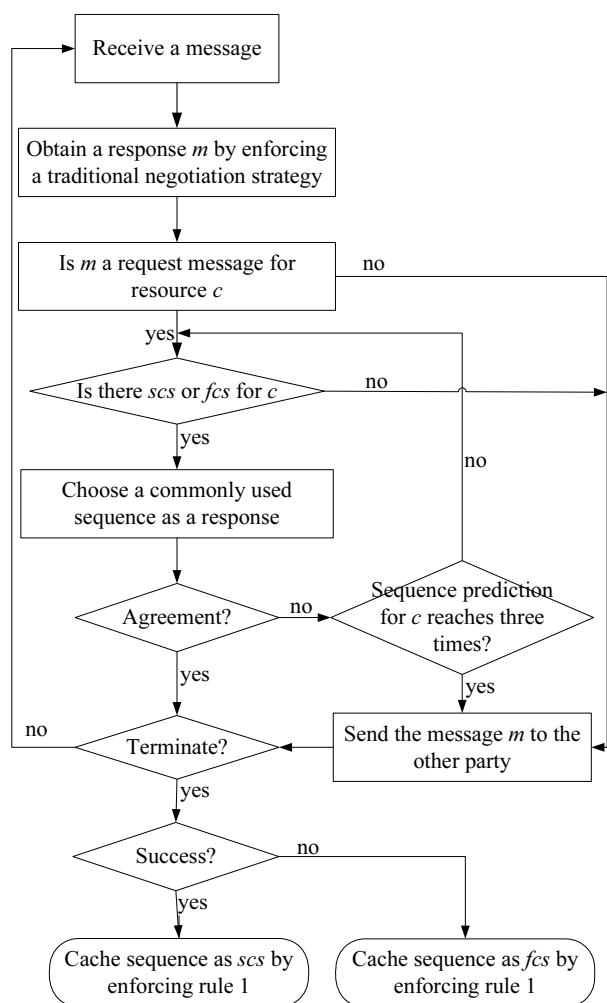 Receive a message
Obtain a response m by enforcing
a traditional negotiation strategy
Is m a request message for
resource c
no
yes
Is there scs or fcs for c
no
yes
no
Choose a commonly used
sequence as a response
Agreement?
no
Sequence prediction
for c reaches three
times?
yes
yes
no
Terminate?
Send the message m to the
other party
yes
Success?
no
yes
Cache sequence as scs by
enforcing rule 1
Cache sequence as fcs by
enforcing rule 1